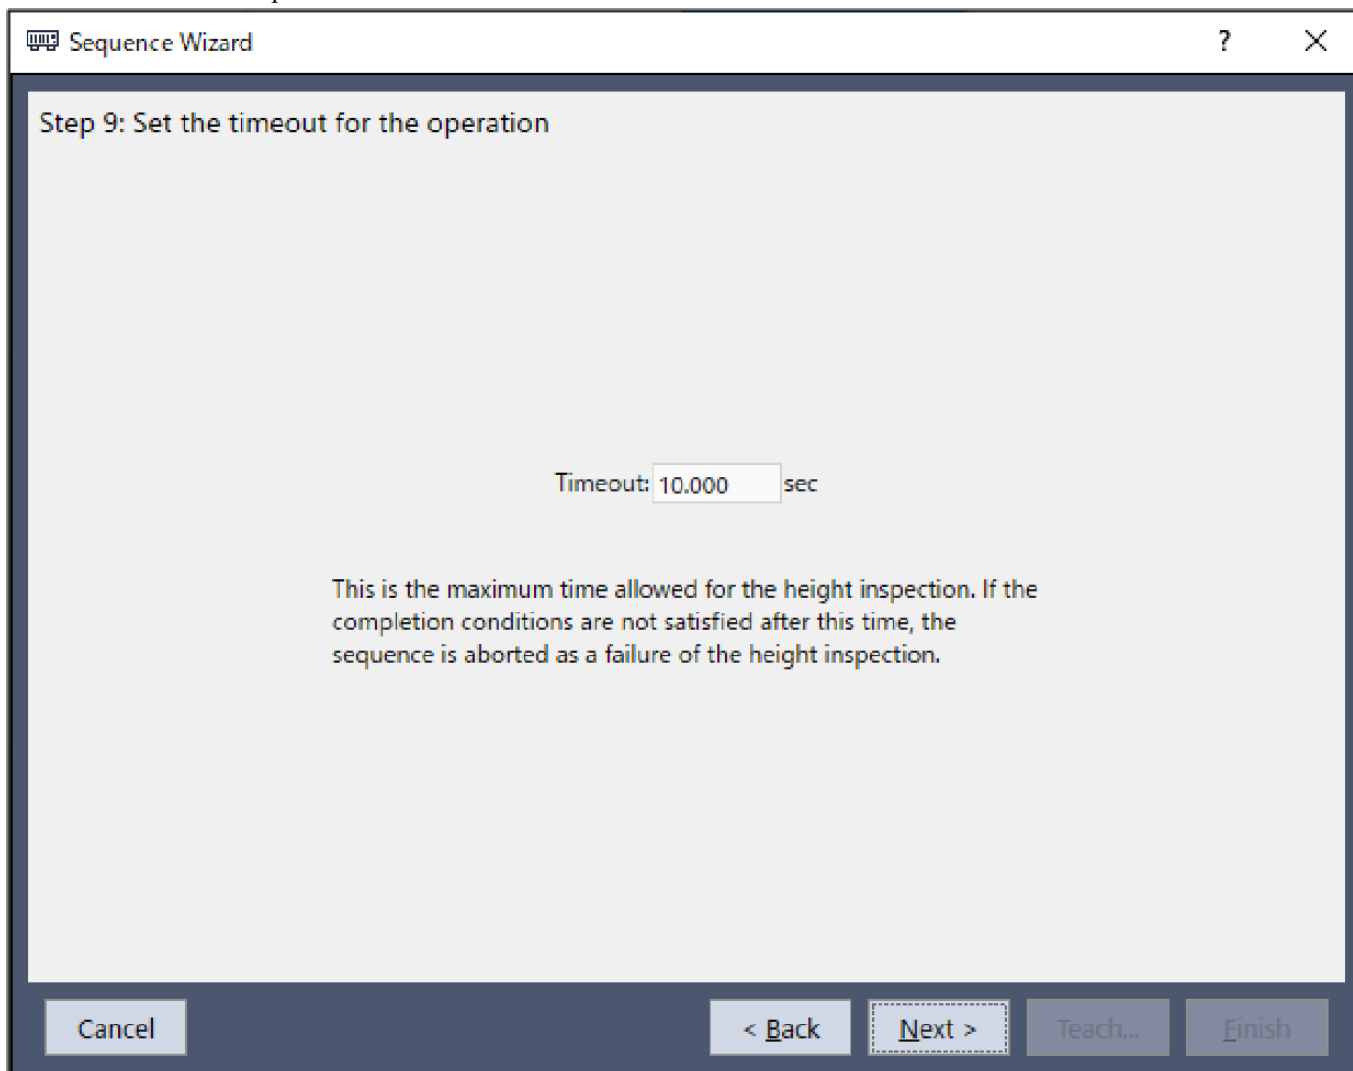 Sequence Wizard ? ×
Step 9: Set the timeout for the operation
Timeout: 10.000 sec
This is the maximum time allowed for the height inspection. If the
completion conditions are not satisfied after this time, the
sequence is aborted as a failure of the height inspection.
Cancel < Back Next > Teach... Finish